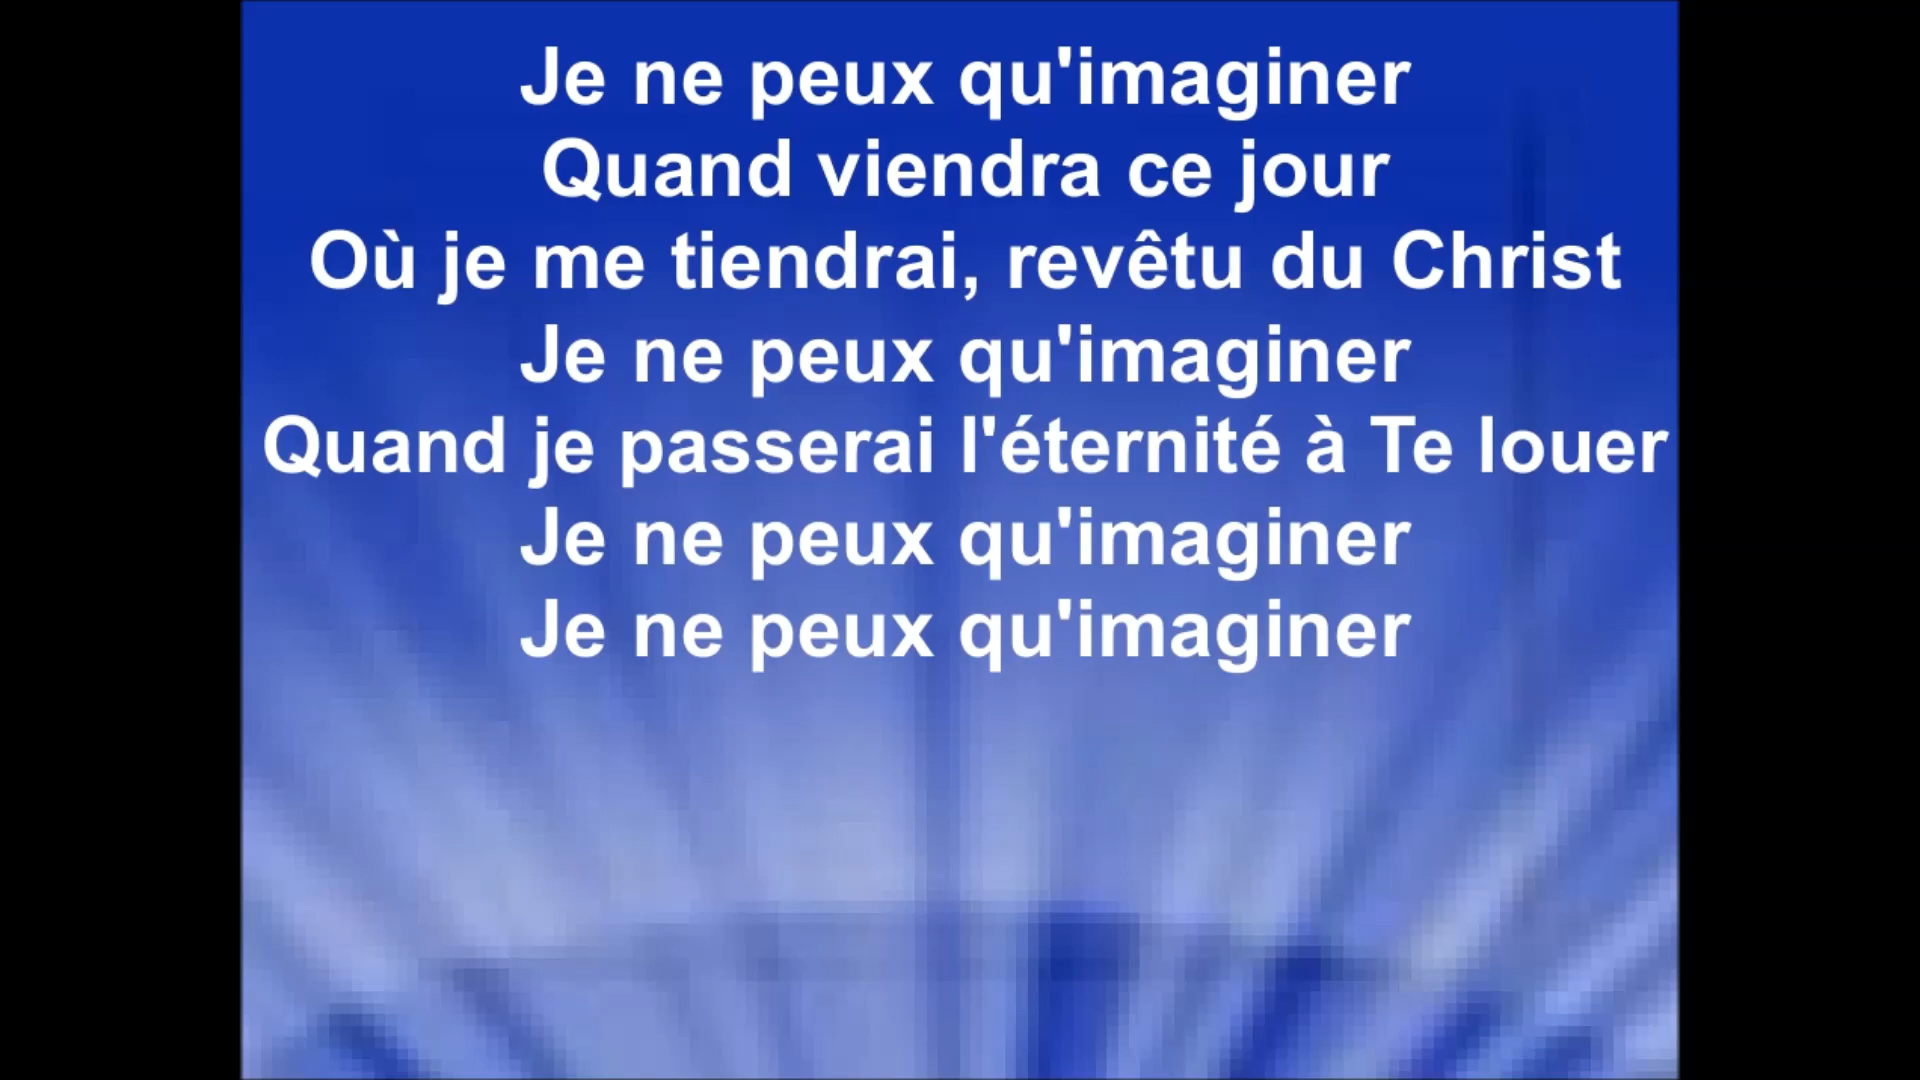 Je ne peux qu'imaginer
Quand viendra ce jour
Où je me tiendrai, revêtu du Christ
Je ne peux qu'imaginer
Quand je passerai l'éternité à Te louer
Je ne peux qu'imaginer
Je ne peux qu'imaginer